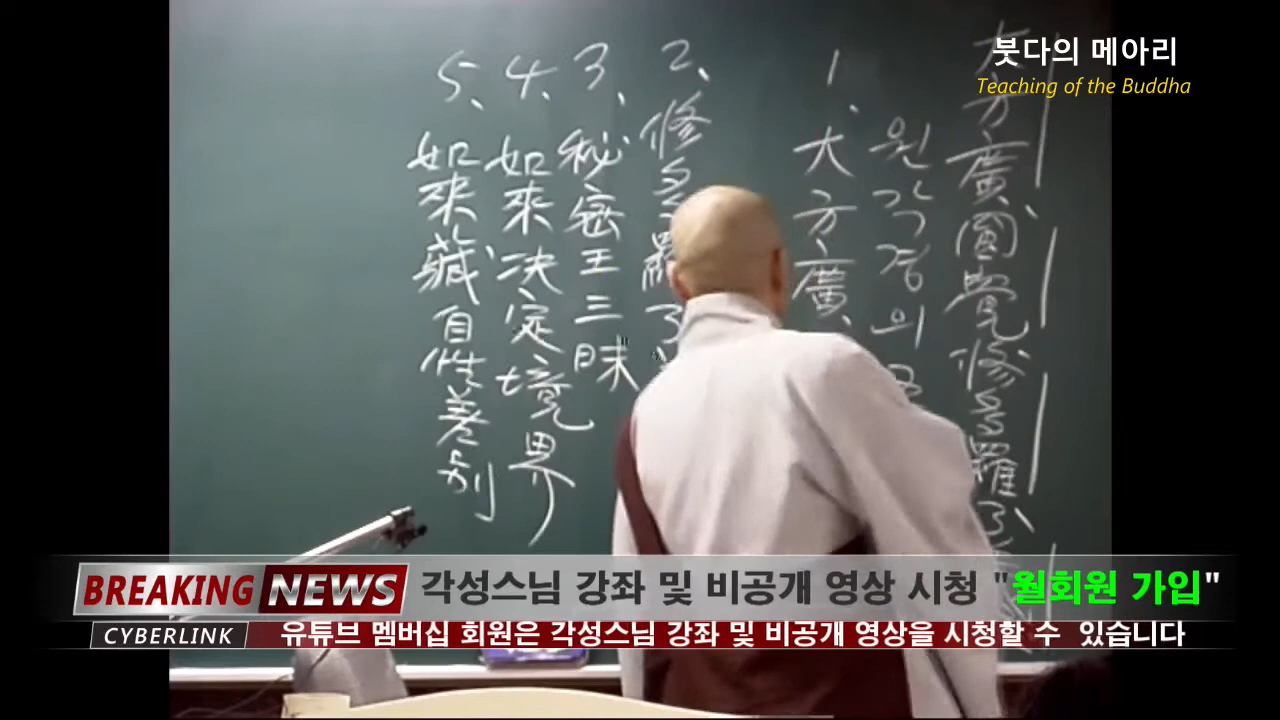 붓다의 메아리
Teaching of the Buddha
大方廣圓覺修多羅了
원각경의
1、大方廣、
2、修多羅了
3、秘密王三昧
4、如來決定境界
5、如來藏自性差別
BREAKING NEWS
각성스님 강좌 및 비공개 영상 시청 "월회원 가입"
CYBERLINK
유튜브 멤버십 회원은 각성스님 강좌 및 비공개 영상을 시청할 수 있습니다